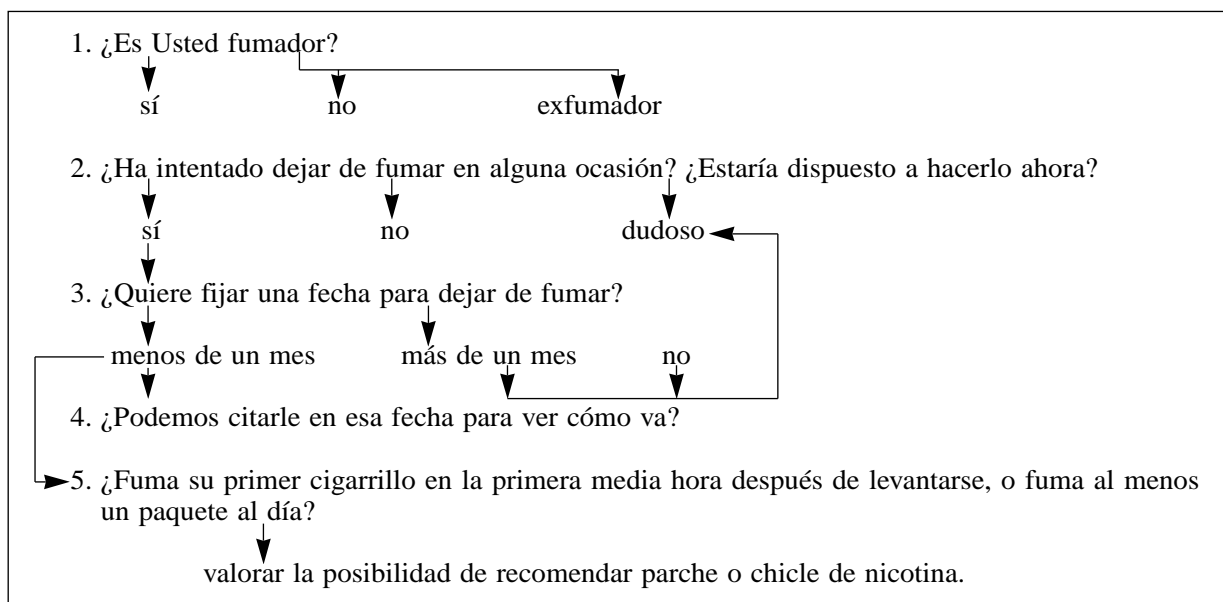 1. ¿Es Usted fumador?
sí no exfumador
2. ¿Ha intentado dejar de fumar en alguna ocasión? ¿Estaría dispuesto a hacerlo ahora?
sí no dudoso
3. ¿Quiere fijar una fecha para dejar de fumar?
menos de un mes más de un mes no
4. ¿Podemos citarle en esa fecha para ver cómo va?
5. ¿Fuma su primer cigarrillo en la primera media hora después de levantarse, o fuma al menos
un paquete al día?
valorar la posibilidad de recomendar parche o chicle de nicotina.